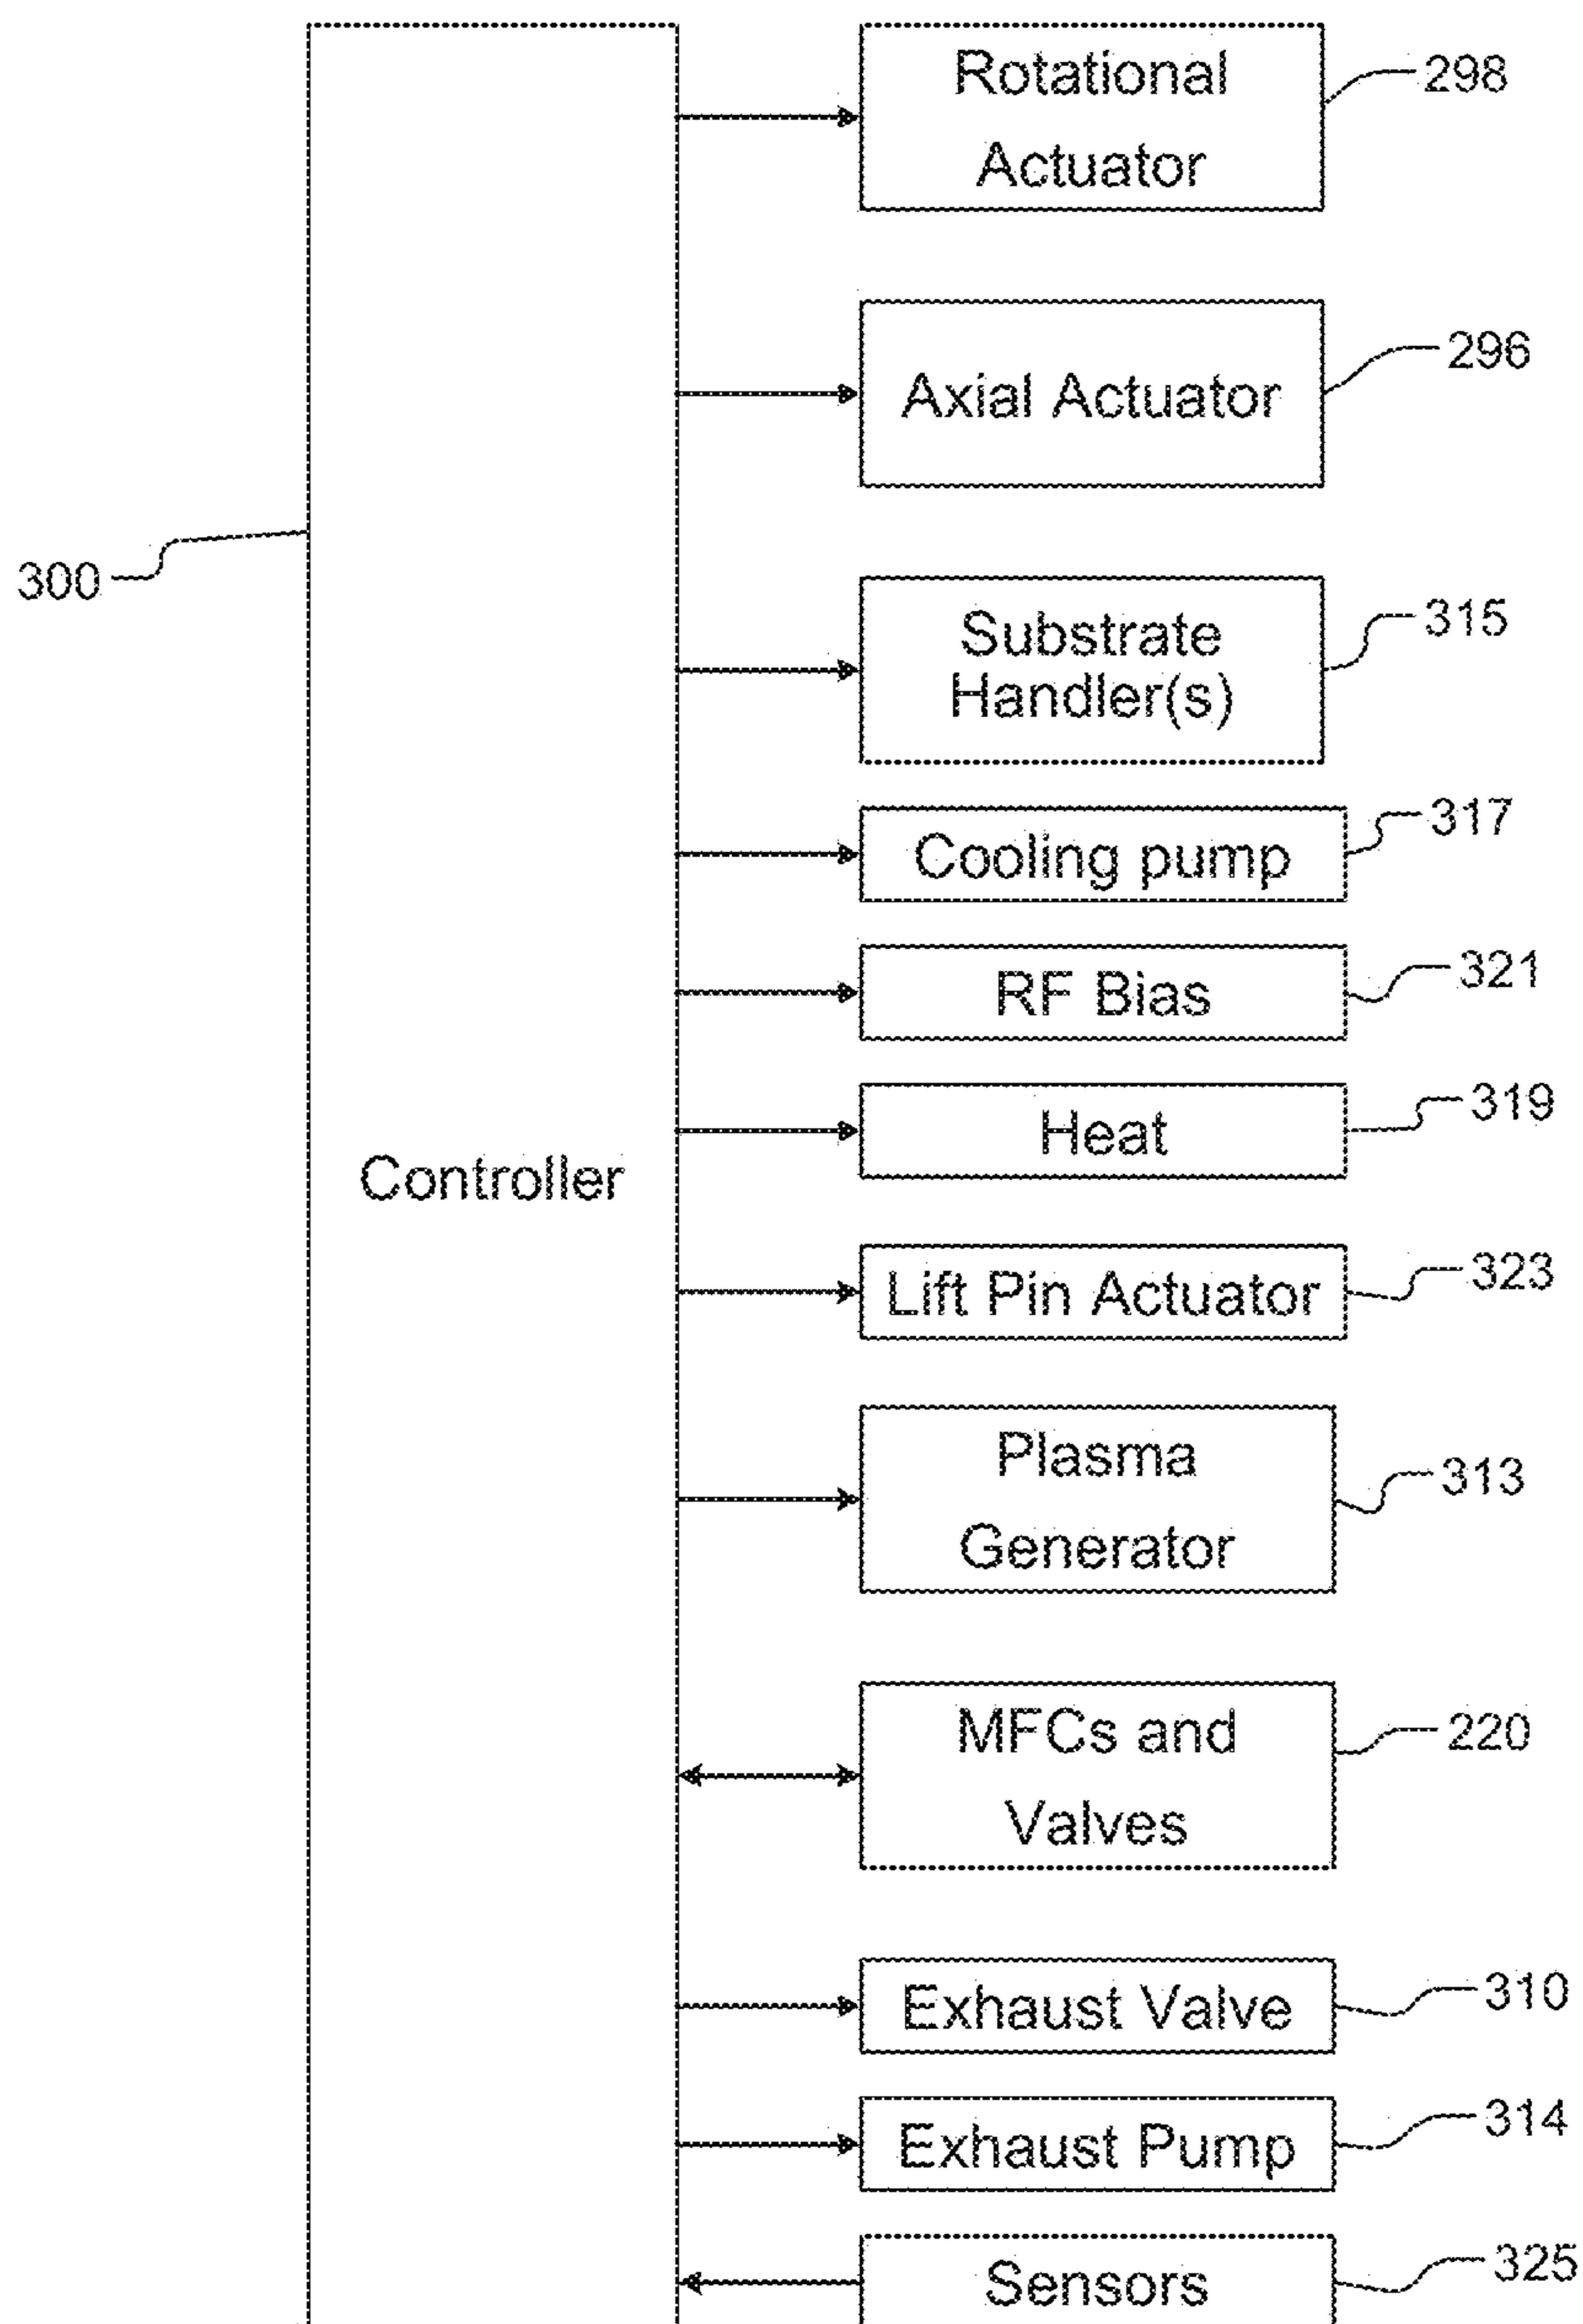 Rotational
Actuator
298
Axial Actuator
296
300
Substrate
Handler(s)
315
Cooling pump
317
RF Bias
321
Heat
319
Controller
Lift Pin Actuator
323
Plasma
Generator
313
MFCs and
Valves
220
Exhaust Valve
310
Exhaust Pump
314
Sensors
325